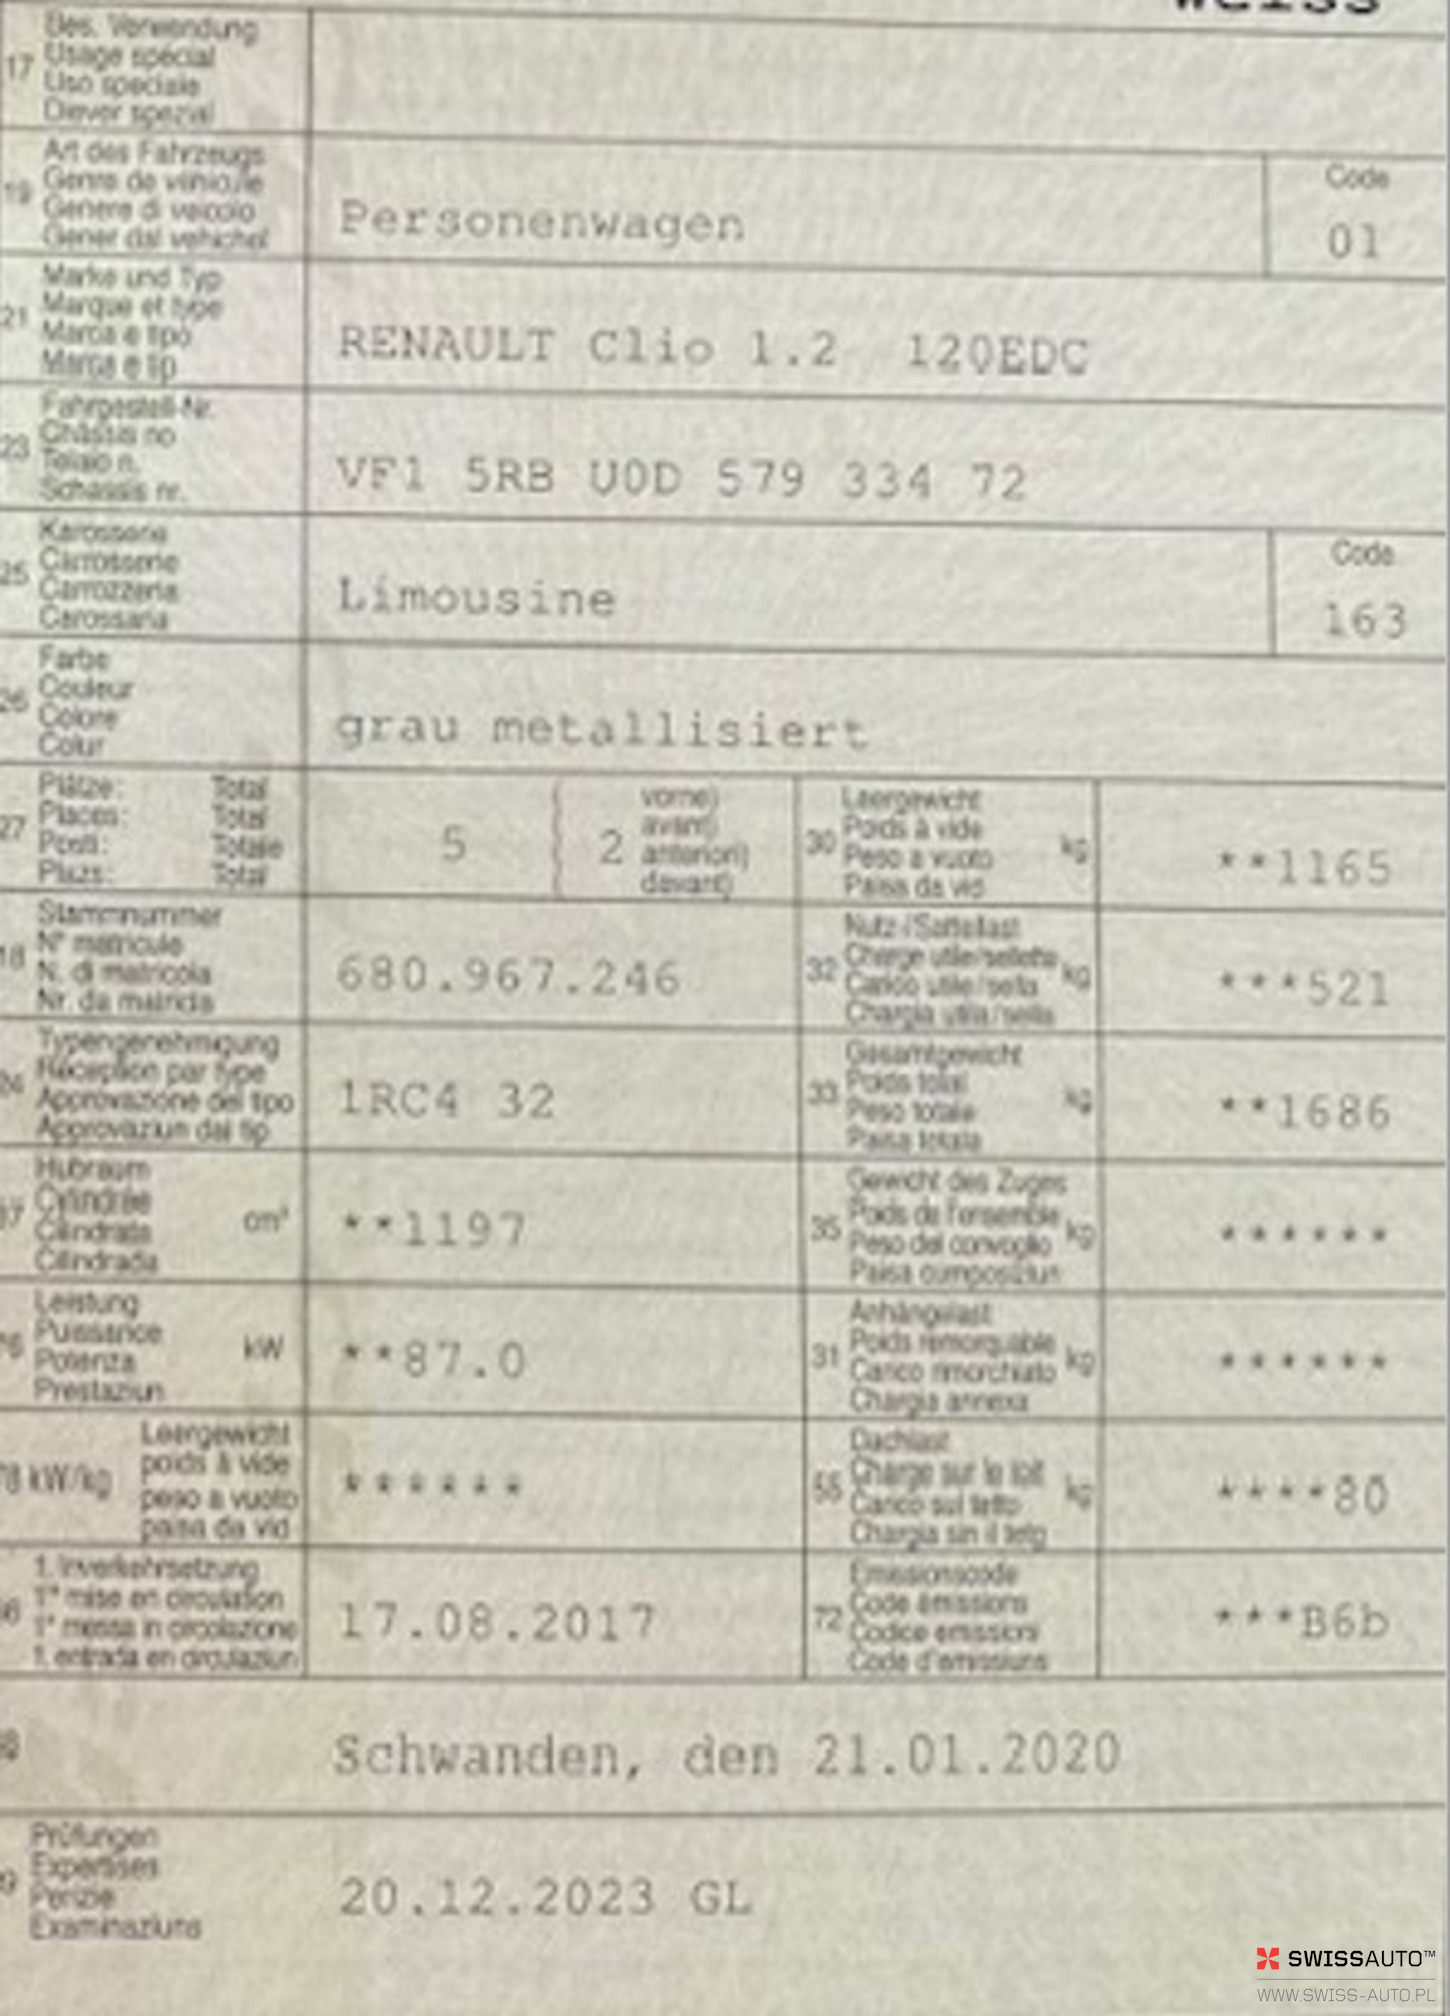 weiss
17 Bes. Verwendung
Usage spécial
Uso speciale
Diever spezial
19 Art des Fahrzeugs
Genre de véhicule
Genere di veicolo
Gener dal vehichel
Personenwagen
Code
01
21 Marke und Typ
Marque et type
Marca e tipo
Marca e tip
RENAULT Clio 1.2 120EDC
23 Fahrgestell-Nr.
Châssis no
Telaio n.
Schassis nr.
VF1 5RB U0D 579 334 72
25 Karosserie
Carrosserie
Carrozzeria
Carossaria
Limousine
Code
163
26 Farbe
Couleur
Colore
Colur
grau metallisiert
27 Plätze: Total
Places: Total
Posti: Totale
Plazs: Total
5
2
vorne)
avant)
anteriori)
davant)
30 Leergewicht
Poids à vide
Peso a vuoto
Paisa da vid
kg
**1165
18 Stammnummer
N° matricule
N. di matricola
Nr. da matricla
680.967.246
32 Nutz-/Sattellast
Charge utile/sellette
Carico utile/sella
Chargia utila/sella
kg
***521
24 Typengenehmigung
Réception par type
Approvazione del tipo
Approvaziun dal tip
1RC4 32
33 Gesamtgewicht
Poids total
Peso totale
Paisa totala
kg
**1686
37 Hubraum
Cylindrée
Cilindrata
Cilindrada
cm³
**1197
35 Gewicht des Zuges
Poids de l'ensemble
Peso del convoglio
Paisa cumposiziun
kg
******
76 Leistung
Puissance
Potenza
Prestaziun
kW
**87.0
31 Anhängelast
Poids remorquable
Carico rimorchiato
Chargia annexa
kg
******
78 kW/kg
Leergewicht
poids à vide
peso a vuoto
paisa da vid
******
55 Dachlast
Charge sur le toit
Carico sul tetto
Chargia sin il tetg
kg
****80
36 1. Inverkehrsetzung
1re mise en circulation
1a messa in circolazione
1. entrada en circulaziun
17.08.2017
72 Emissionscode
Code émissions
Codice emissioni
Code d'emissiuns
***B6b
38
Schwanden, den 21.01.2020
39 Prüfungen
Expertises
Perizie
Examinaziuns
20.12.2023 GL
SWISSAUTO™
WWW.SWISS-AUTO.PL